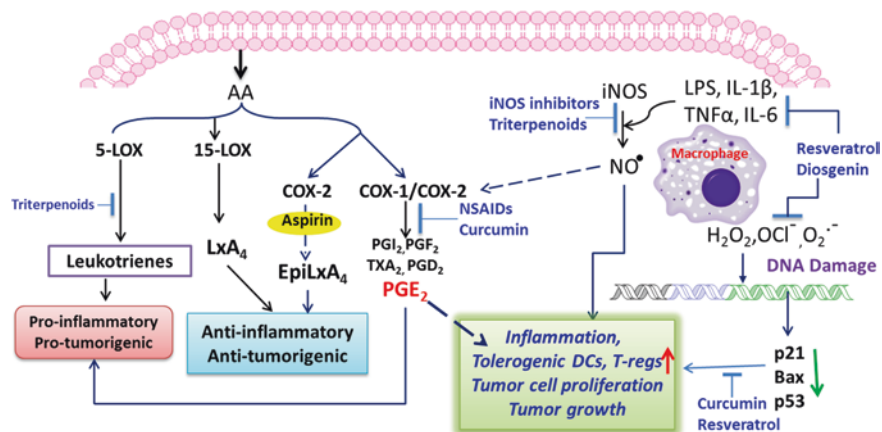 AA
5-LOX
15-LOX
COX-2
COX-1/COX-2
Triterpenoids
Aspirin
NSAIDs
Curcumin
LxA₄
EpiLxA₄
PGI₂, PGF₂
TXA₂, PGD₂
PGE₂
Leukotrienes
Pro-inflammatory
Pro-tumorigenic
Anti-inflammatory
Anti-tumorigenic
iNOS
iNOS inhibitors
Triterpenoids
NO•
LPS, IL-1β,
TNFα, IL-6
Macrophage
Resveratrol
Diosgenin
H₂O₂,OCl⁻,O₂•⁻
DNA Damage
Inflammation,
Tolerogenic DCs, T-regs
Tumor cell proliferation
Tumor growth
p21
Bax
p53
Curcumin
Resveratrol